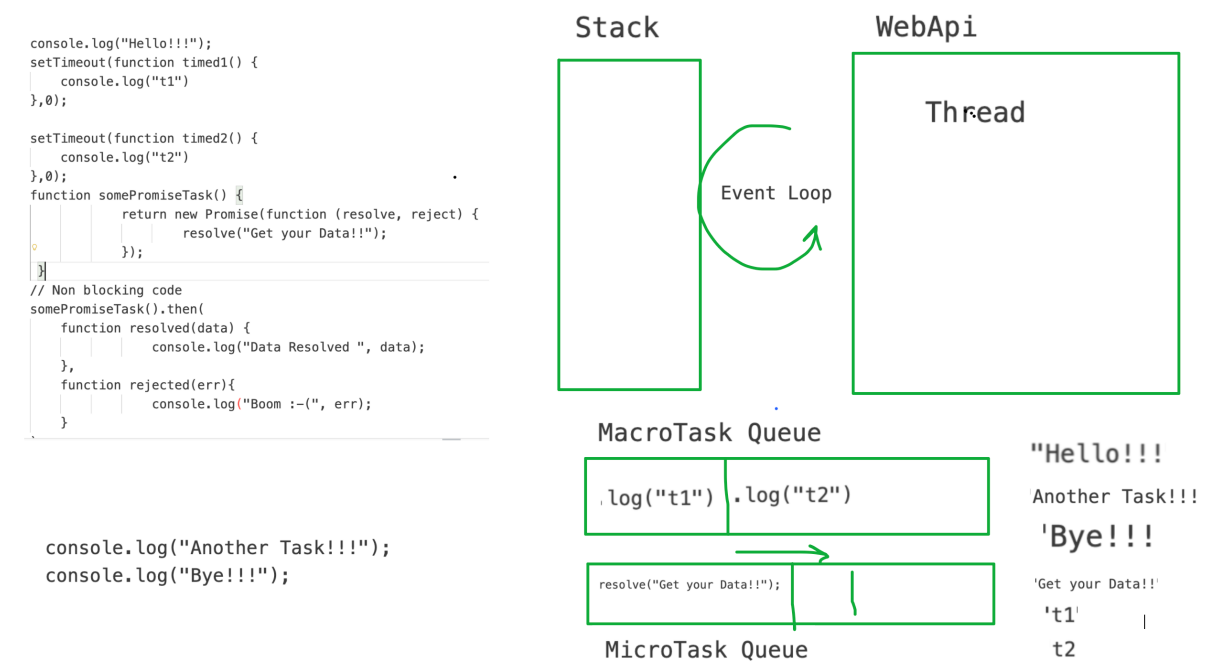 console.log("Hello!!!");
setTimeout(function timed1() {
console.log("t1")
},0);
setTimeout(function timed2() {
console.log("t2")
},0);
function somePromiseTask() {
return new Promise(function (resolve, reject) {
resolve("Get your Data!!");
});
}
// Non blocking code
somePromiseTask().then(
function resolved(data) {
console.log("Data Resolved ", data);
},
function rejected(err){
console.log("Boom :-(", err);
}
console.log("Another Task!!!");
console.log("Bye!!!");
Stack
WebApi
Thread
Event Loop
MacroTask Queue
.log("t1")
.log("t2")
resolve("Get your Data!!");
MicroTask Queue
"Hello!!!
'Another Task!!!
'Bye!!!
'Get your Data!!'
't1'
t2